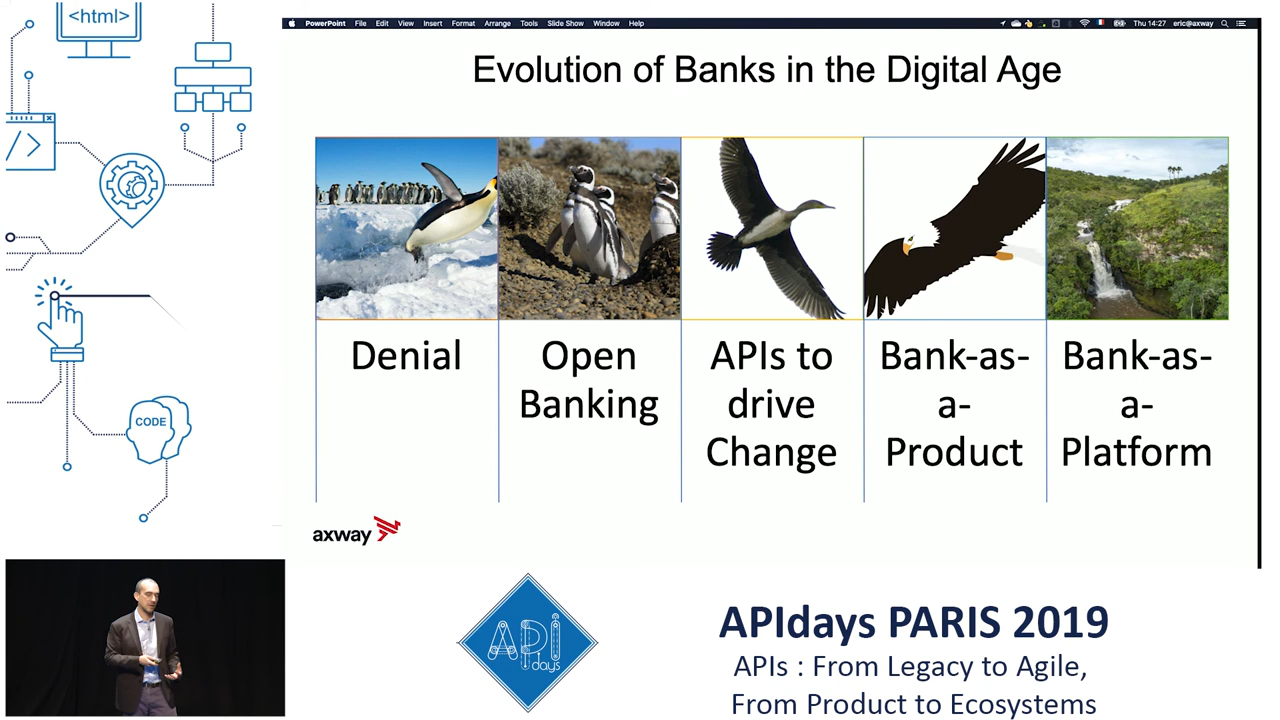 <html>
PowerPoint File Edit View Insert Format Arrange Tools Slide Show Window Help
Thu 14:27 eric@axway
Evolution of Banks in the Digital Age
/>
Denial
Open
Banking
APIs to
drive
Change
Bank-as-
a-
Product
Bank-as-
a-
Platform
CODE
axway
API
days
APIdays PARIS 2019
APIs : From Legacy to Agile,
From Product to Ecosystems